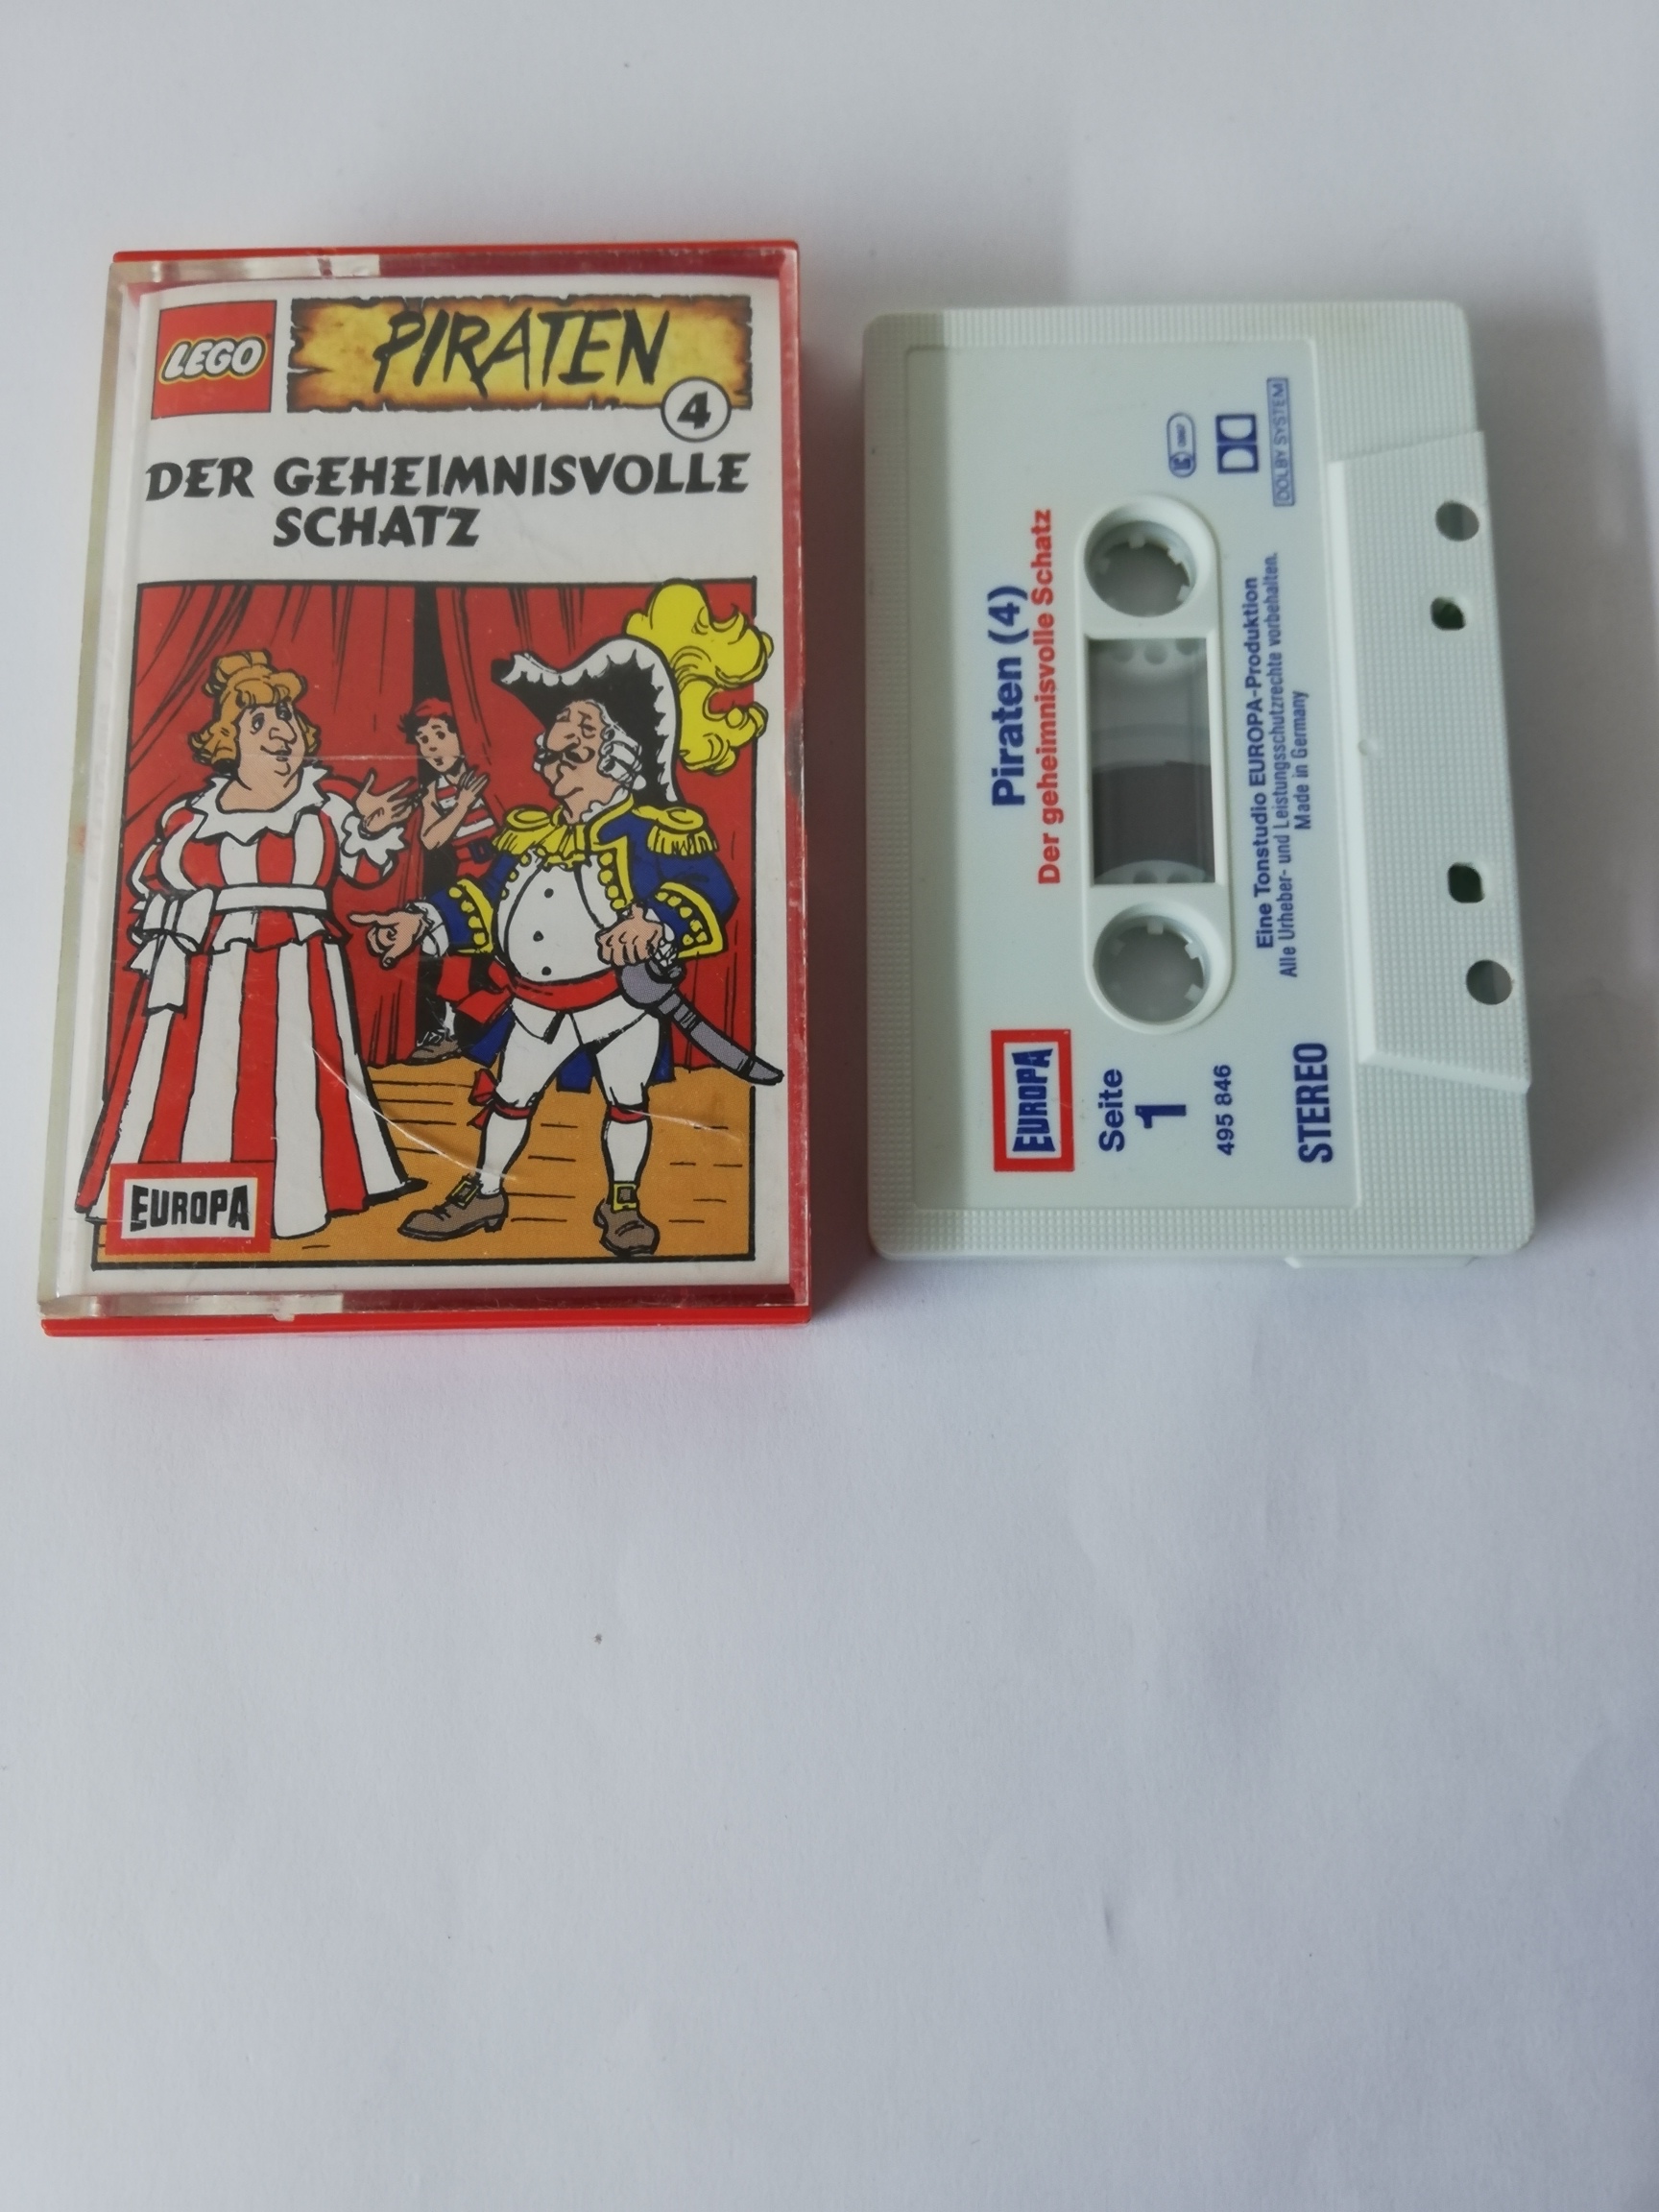 LEGO
PIRATEN
4
DER GEHEIMNISVOLLE
SCHATZ
EUROPA
Piraten (4)
Der geheimnisvolle Schatz
EUROPA
Seite
1
495 846
STEREO
LC
DOLBY SYSTEM
Eine Tonstudio EUROPA-Produktion
Alle Urheber- und Leistungsschutzrechte vorbehalten.
Made in Germany